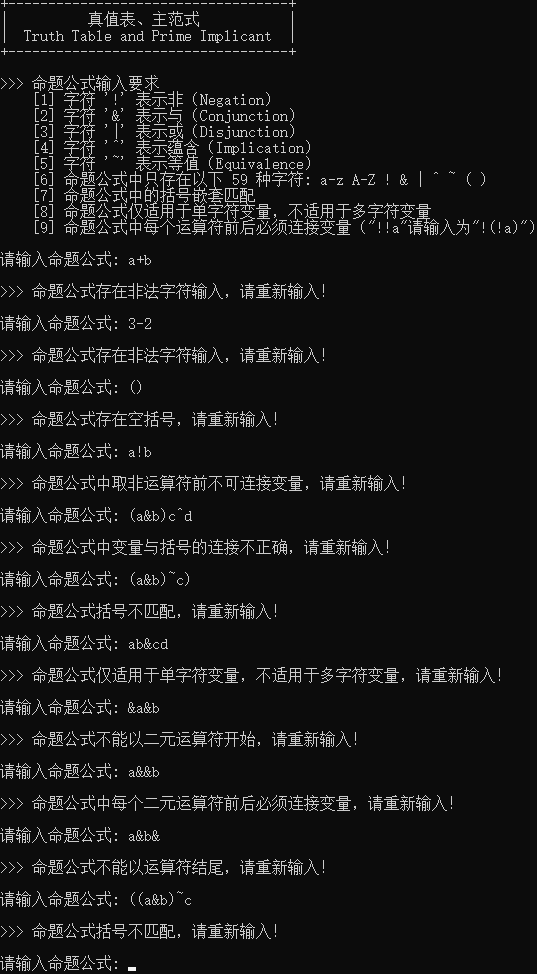 +-----------------------------------+
|          真值表、主范式           |
|  Truth Table and Prime Implicant  |
+-----------------------------------+
>>> 命题公式输入要求
[1] 字符 '!' 表示非 (Negation)
[2] 字符 '&' 表示与 (Conjunction)
[3] 字符 '|' 表示或 (Disjunction)
[4] 字符 '^' 表示蕴含 (Implication)
[5] 字符 '~' 表示等值 (Equivalence)
[6] 命题公式中只存在以下 59 种字符: a-z A-Z ! & | ^ ~ ( )
[7] 命题公式中的括号嵌套匹配
[8] 命题公式仅适用于单字符变量，不适用于多字符变量
[9] 命题公式中每个运算符前后必须连接变量 ("!!a"请输入为"!(!a)")
请输入命题公式: a+b
>>> 命题公式存在非法字符输入，请重新输入!
请输入命题公式: 3-2
>>> 命题公式存在非法字符输入，请重新输入!
请输入命题公式: ()
>>> 命题公式存在空括号，请重新输入!
请输入命题公式: a!b
>>> 命题公式中取非运算符前不可连接变量，请重新输入!
请输入命题公式: (a&b)c^d
>>> 命题公式中变量与括号的连接不正确，请重新输入!
请输入命题公式: (a&b)~c)
>>> 命题公式括号不匹配，请重新输入!
请输入命题公式: ab&cd
>>> 命题公式仅适用于单字符变量，不适用于多字符变量，请重新输入!
请输入命题公式: &a&b
>>> 命题公式不能以二元运算符开始，请重新输入!
请输入命题公式: a&&b
>>> 命题公式中每个二元运算符前后必须连接变量，请重新输入!
请输入命题公式: a&b&
>>> 命题公式不能以运算符结尾，请重新输入!
请输入命题公式: ((a&b)~c
>>> 命题公式括号不匹配，请重新输入!
请输入命题公式: